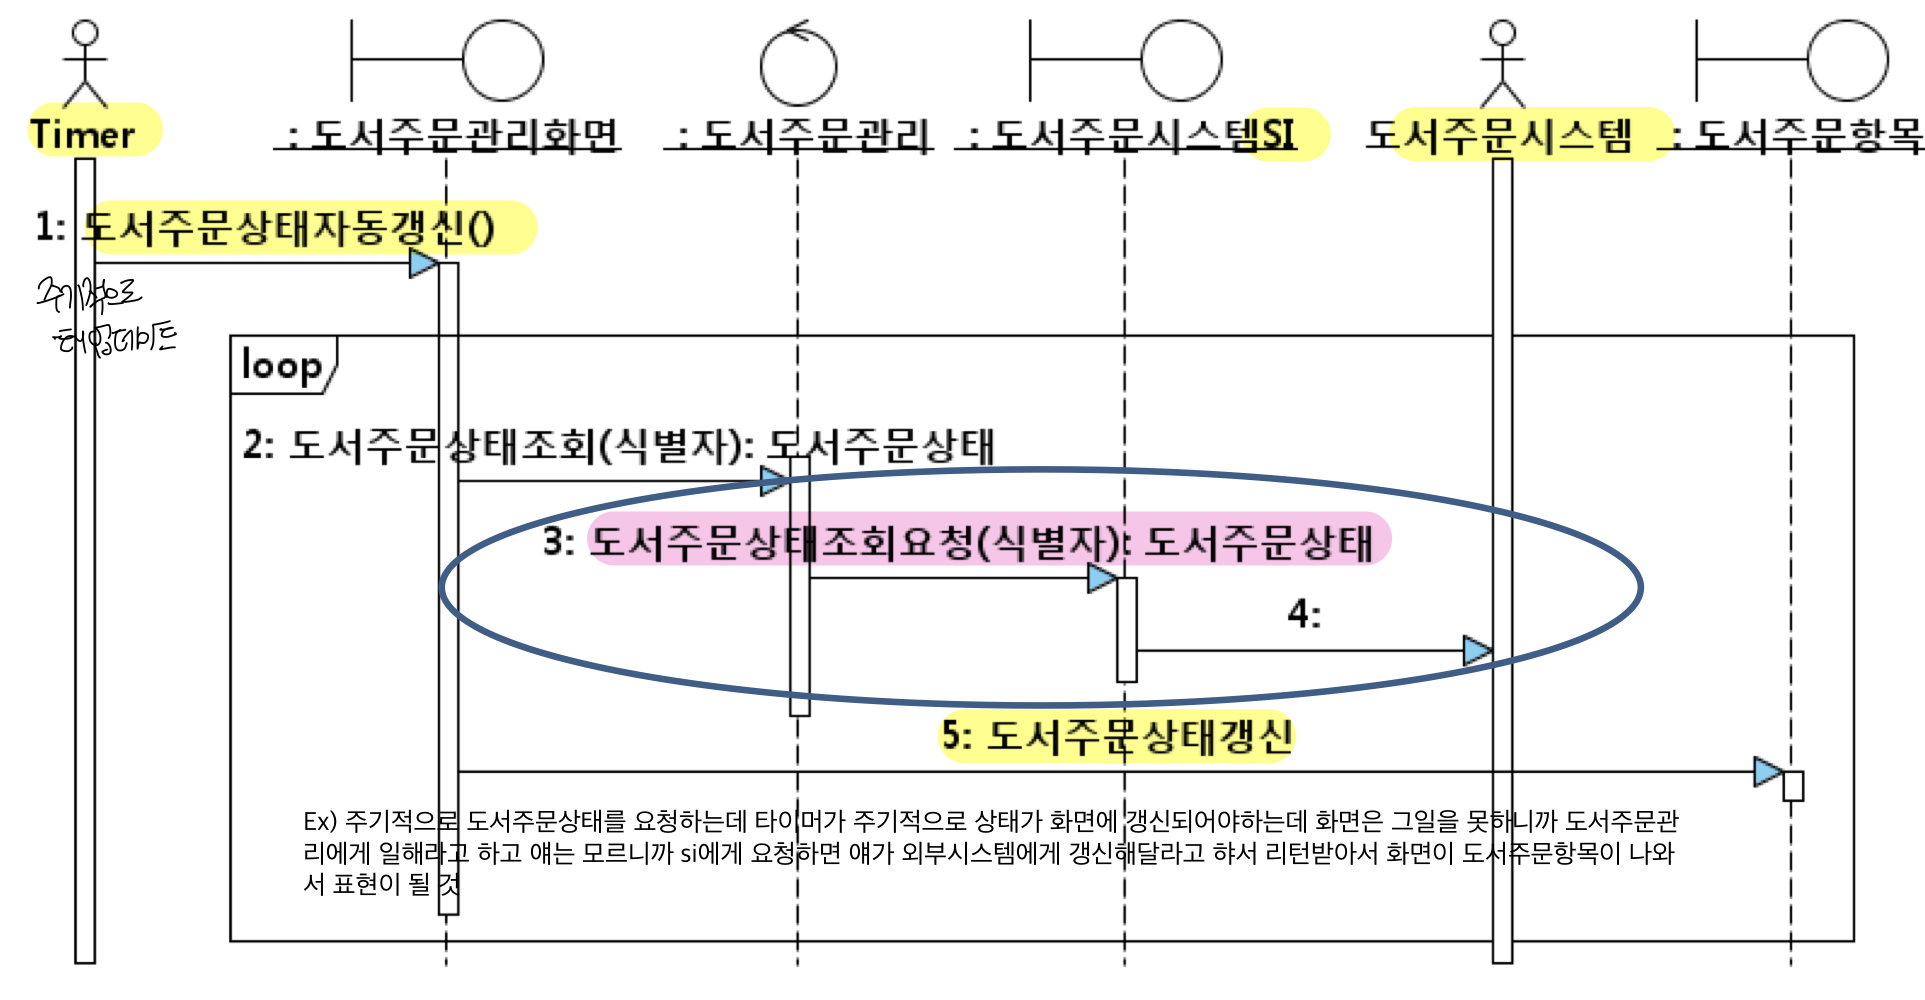 Timer
: 도서주문관리화면
: 도서주문관리
: 도서주문시스템SI
도서주문시스템
: 도서주문항목
1: 도서주문상태자동갱신()
주기적으로
loop
2: 도서주문상태조회(식별자): 도서주문상태
3: 도서주문상태조회요청(식별자): 도서주문상태
4:
5: 도서주문상태갱신
Ex) 주기적으로 도서주문상태를 요청하는데 타이머가 주기적으로 상태가 화면에 갱신되어야하는데 화면은 그일을 못하니까 도서주문관
리에게 일해라고 하고 얘는 모르니까 si에게 요청하면 얘가 외부시스템에게 갱신해달라고 햐서 리턴받아서 화면이 도서주문항목이 나와
서 표현이 될 것